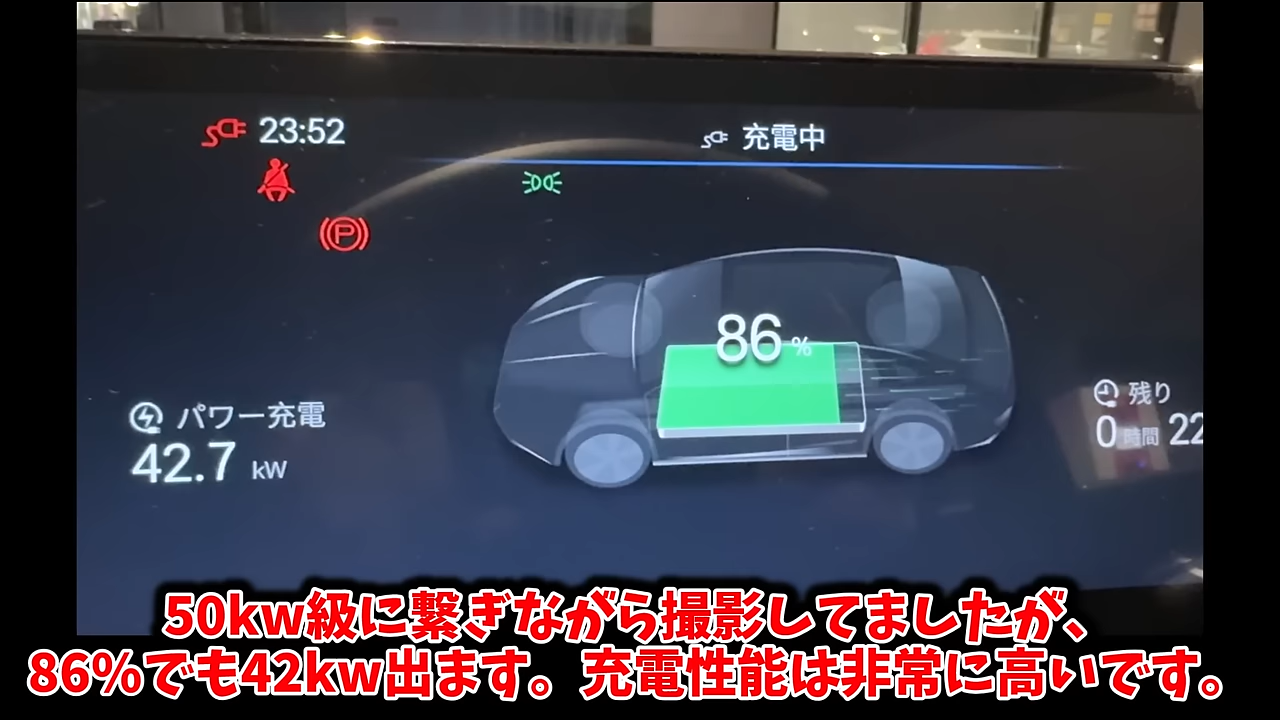 23:52
充電中
86 %
パワー充電
42.7 kW
残り
0 時間 22
50kw級に繋ぎながら撮影してましたが、
86%でも42kw出ます。充電性能は非常に高いです。